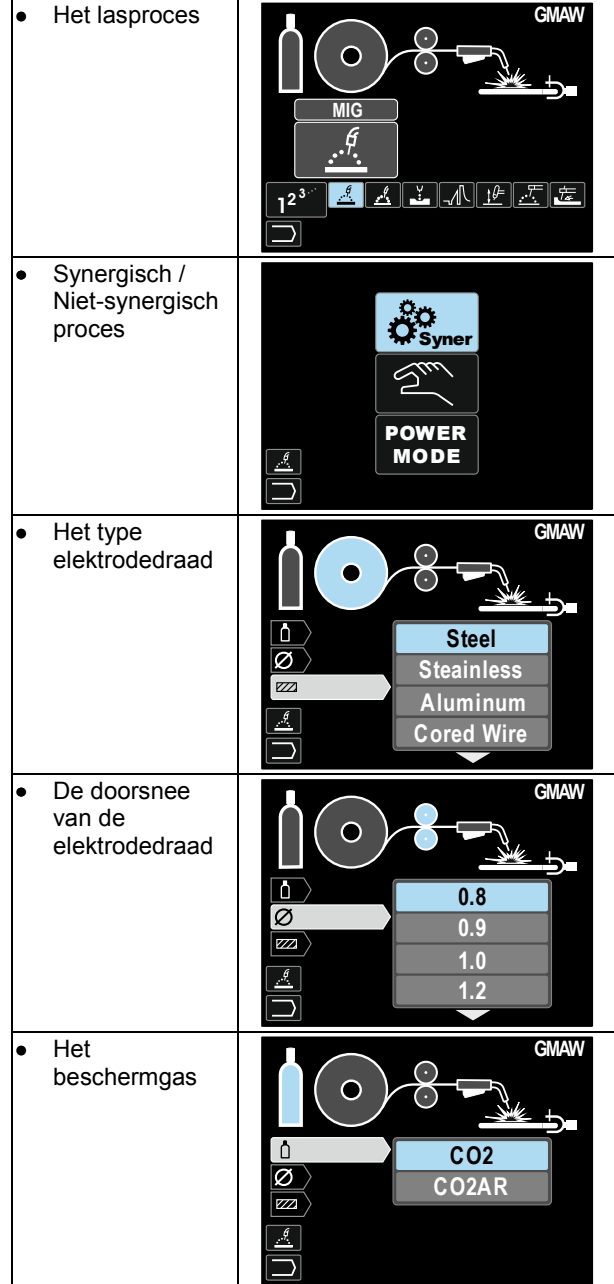 ● Het lasproces
GMAW
MIG
123...
● Synergisch /
Niet-synergisch
proces
Syner
POWER
MODE
● Het type
elektrodedraad
GMAW
Ø
Steel
Steainless
Aluminum
Cored Wire
● De doorsnee
van de
elektrodedraad
GMAW
Ø
0.8
0.9
1.0
1.2
● Het
beschermgas
GMAW
Ø
CO2
CO2AR